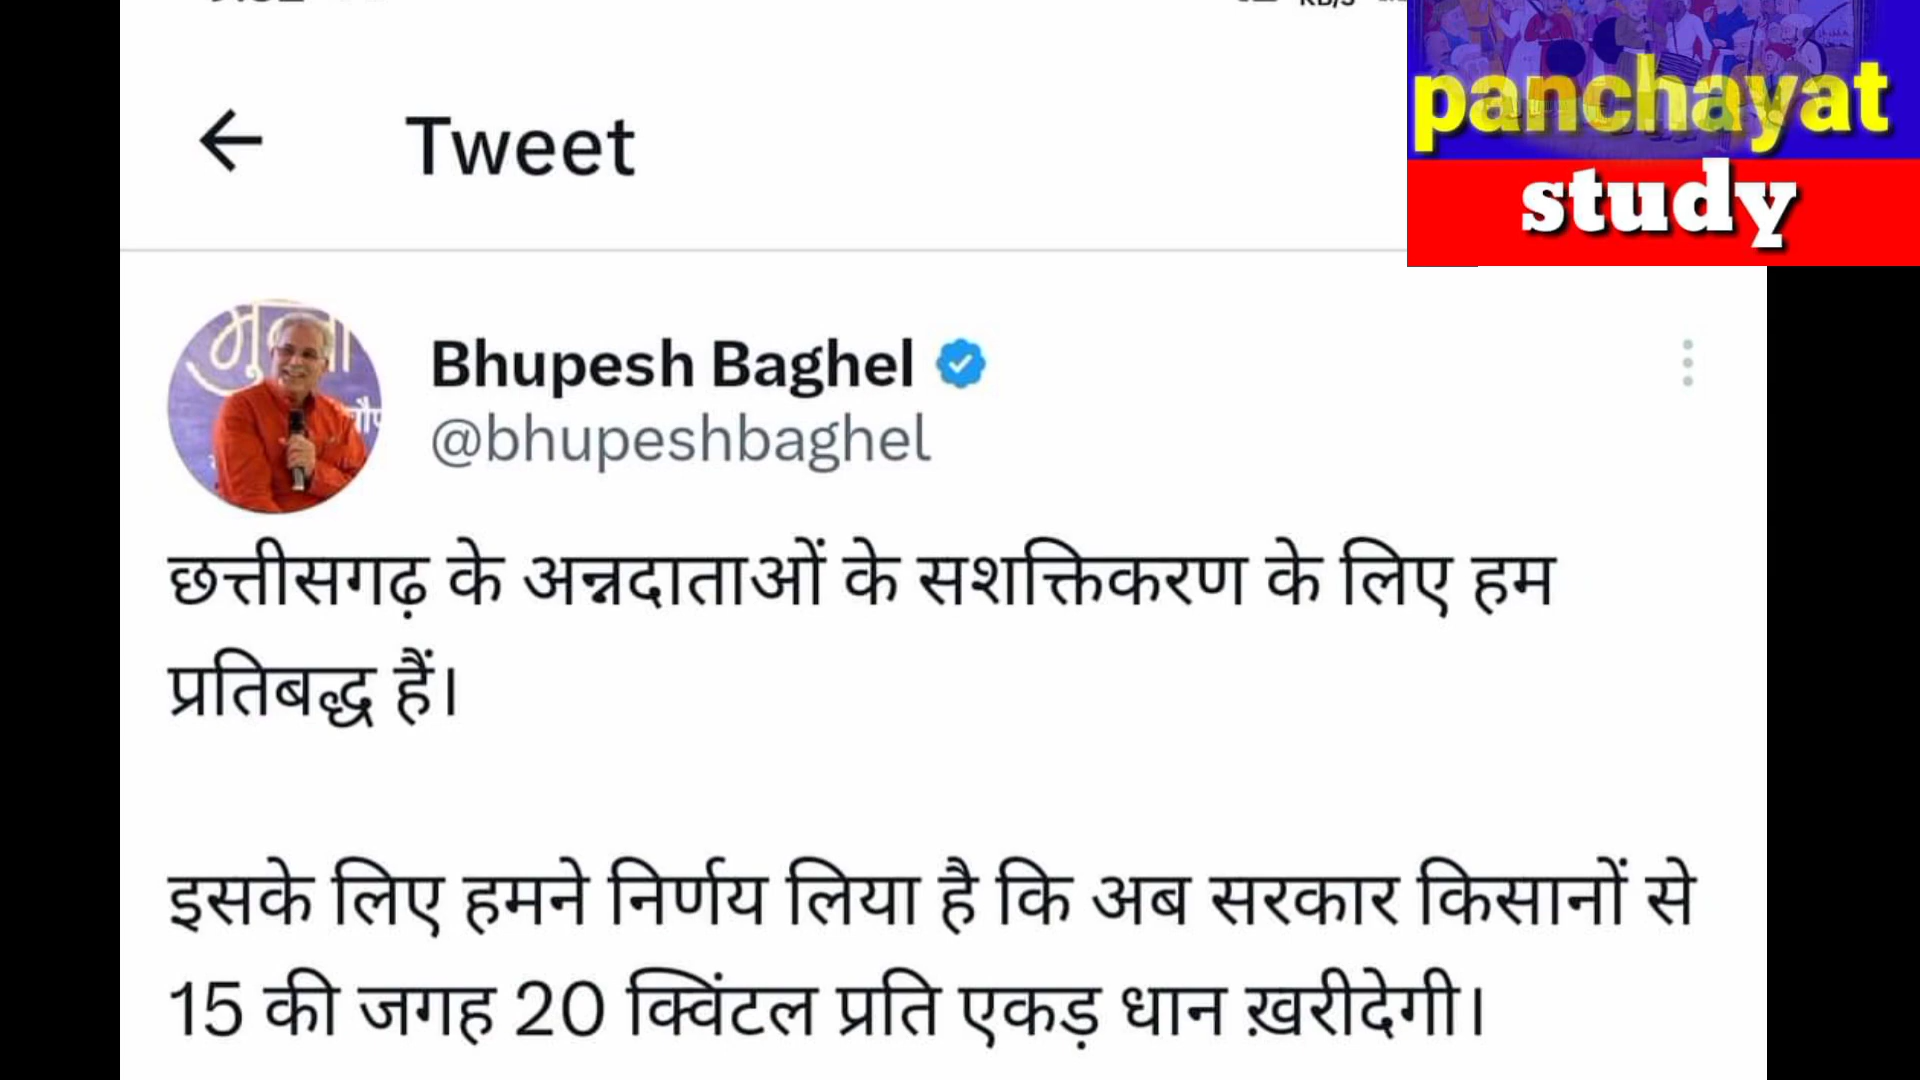 panchayat
study
Tweet
Bhupesh Baghel
@bhupeshbaghel
छत्तीसगढ़ के अन्नदाताओं के सशक्तिकरण के लिए हम
प्रतिबद्ध हैं।
इसके लिए हमने निर्णय लिया है कि अब सरकार किसानों से
15 की जगह 20 क्विंटल प्रति एकड़ धान ख़रीदेगी।